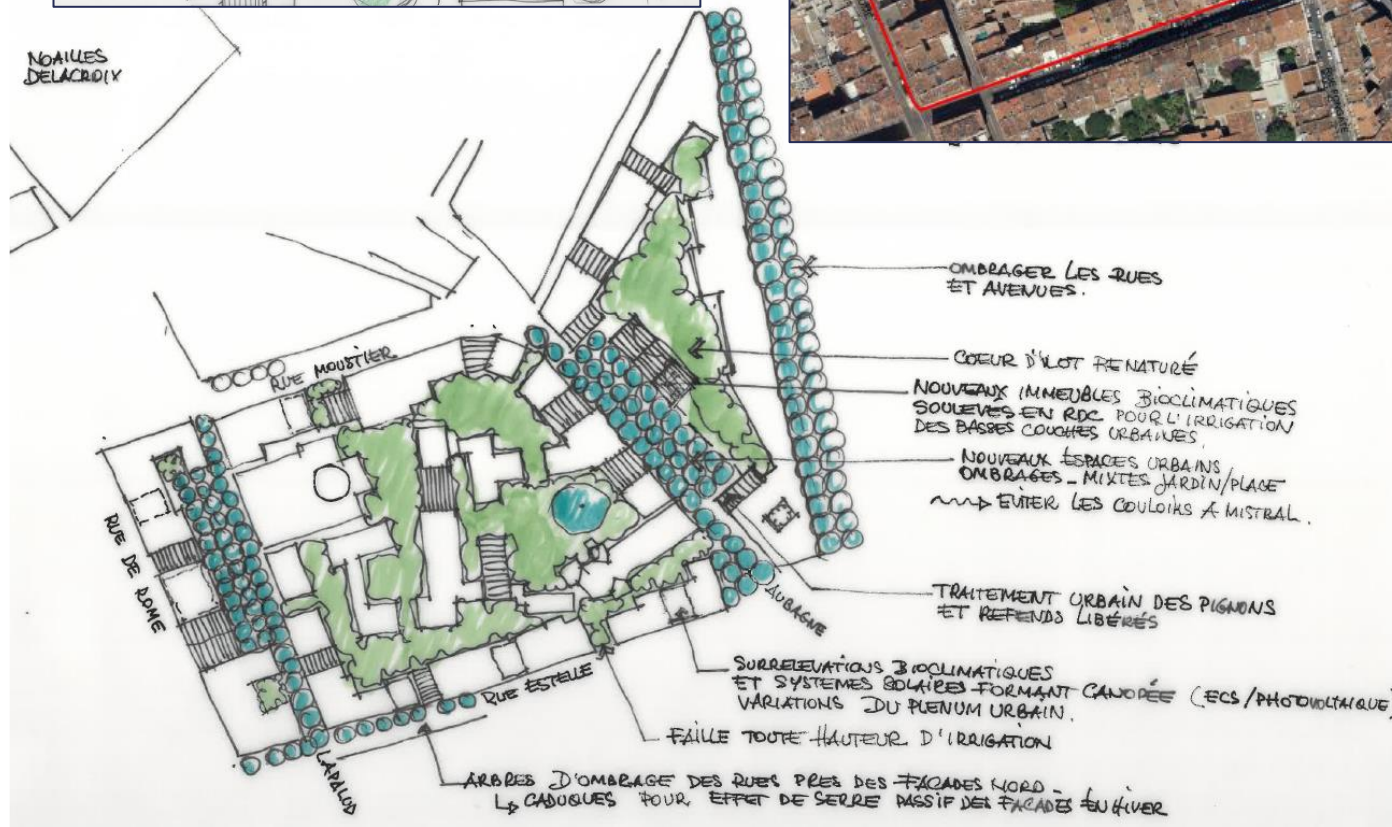 NOAILLES
DELACROIX
RUE MOUSTIER
RUE DE ROME
LAPALUD
RUE ESTELLE
AUBAGNE
OMBRAGER LES RUES
ET AVENUES.
COEUR D'ILOT RENATURÉ
NOUVEAUX IMMEUBLES BIOCLIMATIQUES
SOULEVES EN RDC POUR L'IRRIGATION
DES BASSES COUCHES URBAINES.
NOUVEAUX ESPACES URBAINS
OMBRAGES - MIXTES JARDIN/PLACE
EVITER LES COULOIRS A MISTRAL.
TRAITEMENT URBAIN DES PIGNONS
ET REFENDS LIBÉRÉS
SURRELEVATIONS BIOCLIMATIQUES
ET SYSTEMES SOLAIRES FORMANT CANOPÉE (ECS/PHOTOVOLTAIQUE)
VARIATIONS DU PLENUM URBAIN.
FAILLE TOUTE HAUTEUR D'IRRIGATION
ARBRES D'OMBRAGE DES RUES PRES DES FACADES NORD -
↳ CADUQUES POUR EFFET DE SERRE PASSIF DES FACADES EN HIVER